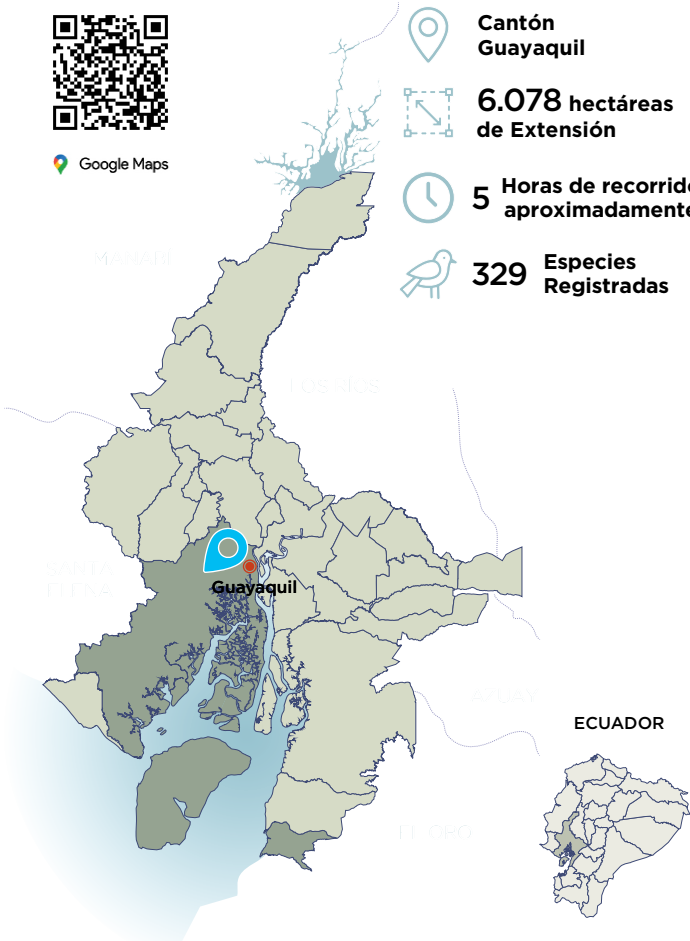 Google Maps
Cantón
Guayaquil
6.078 hectáreas
de Extensión
5 Horas de recorrido
aproximadamente
329 Especies
Registradas
MANABÍ
LOS RÍOS
SANTA
ELENA
Guayaquil
AZUAY
EL ORO
ECUADOR